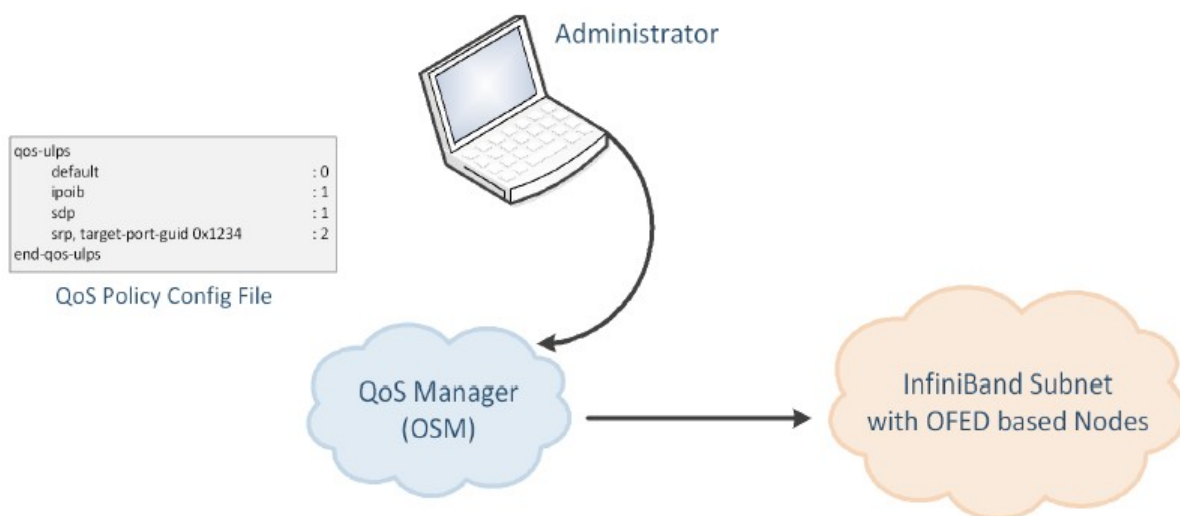 Administrator
qos-ulps
default : 0
ipoib : 1
sdp : 1
srp, target-port-guid 0x1234 : 2
end-qos-ulps
QoS Policy Config File
QoS Manager
(OSM)
InfiniBand Subnet
with OFED based Nodes